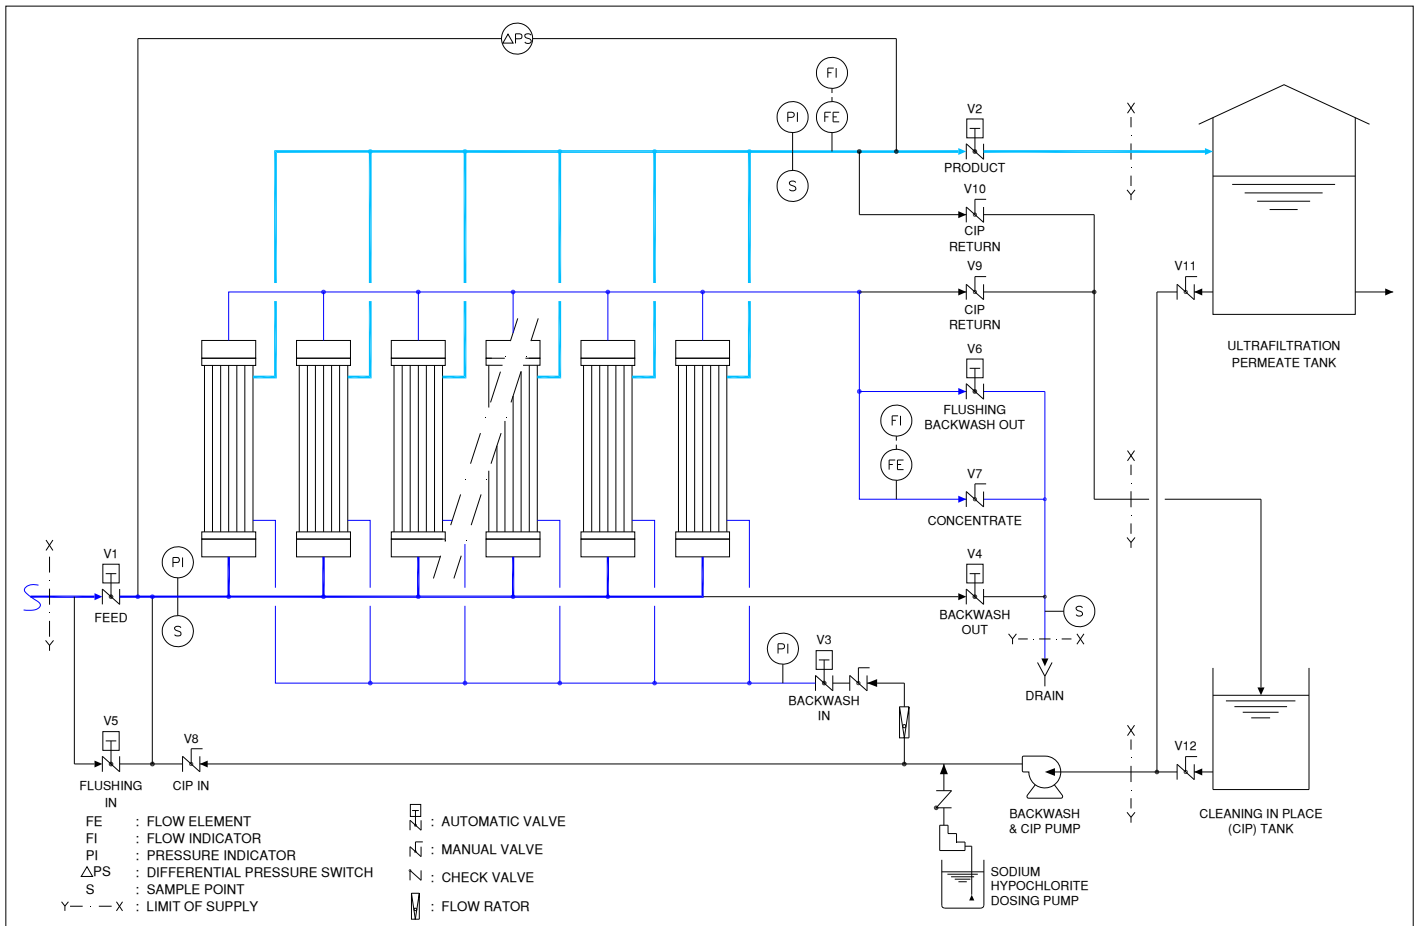 △PS
FI
PI
FE
S
V2
PRODUCT
V10
CIP
RETURN
V9
CIP
RETURN
V6
FLUSHING
BACKWASH OUT
FI
FE
V7
CONCENTRATE
V4
BACKWASH
OUT
S
Y
X
DRAIN
X
Y
V11
ULTRAFILTRATION
PERMEATE TANK
X
Y
X
Y
V1
FEED
PI
S
PI
V3
BACKWASH
IN
V5
FLUSHING
IN
V8
CIP IN
X
Y
V12
BACKWASH
& CIP PUMP
CLEANING IN PLACE
(CIP) TANK
SODIUM
HYPOCHLORITE
DOSING PUMP
FE : FLOW ELEMENT
FI : FLOW INDICATOR
PI : PRESSURE INDICATOR
△PS : DIFFERENTIAL PRESSURE SWITCH
S : SAMPLE POINT
Y X : LIMIT OF SUPPLY
: AUTOMATIC VALVE
: MANUAL VALVE
: CHECK VALVE
: FLOW RATOR